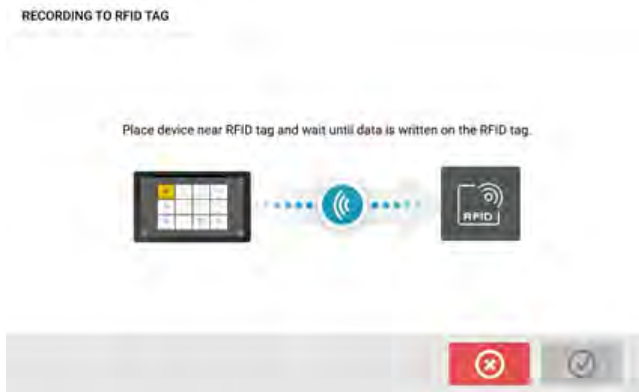 RECORDING TO RFID TAG
Place device near RFID tag and wait until data is written on the RFID tag.
RFID